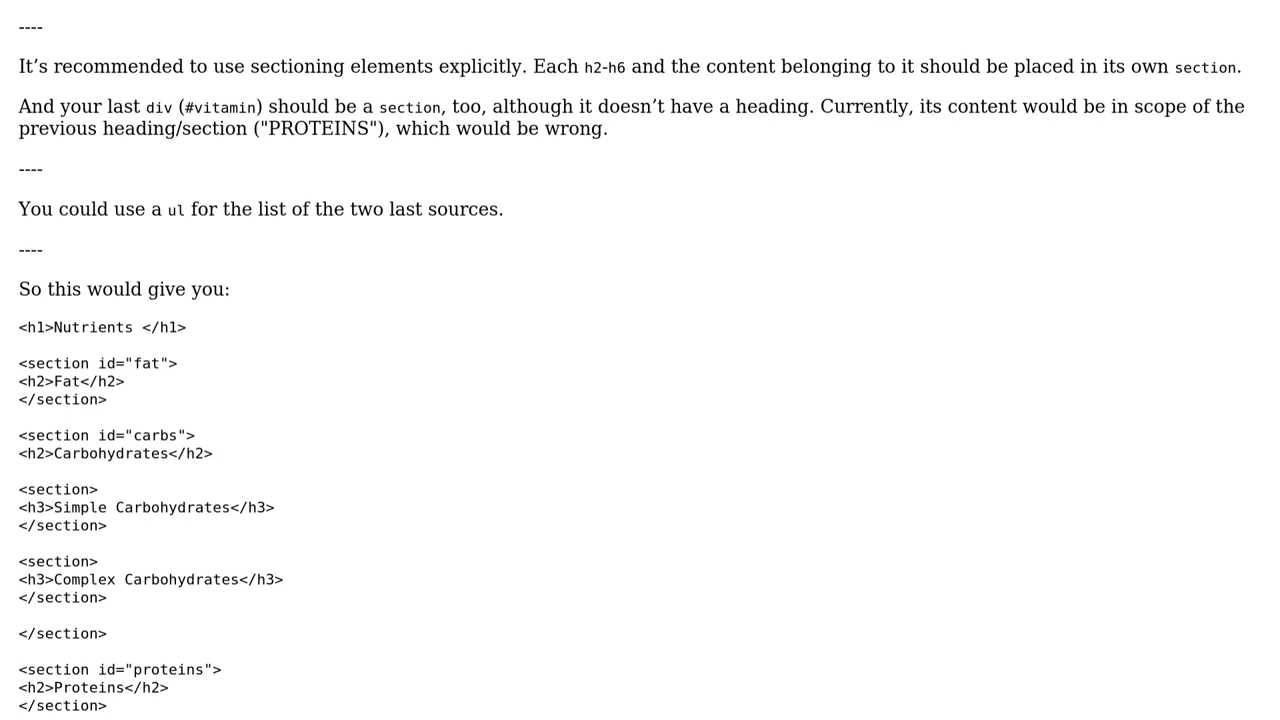 ----
It’s recommended to use sectioning elements explicitly. Each h2-h6 and the content belonging to it should be placed in its own section.
And your last div (#vitamin) should be a section, too, although it doesn’t have a heading. Currently, its content would be in scope of the
previous heading/section ("PROTEINS"), which would be wrong.
----
You could use a ul for the list of the two last sources.
----
So this would give you:
<h1>Nutrients </h1>
<section id="fat">
<h2>Fat</h2>
</section>
<section id="carbs">
<h2>Carbohydrates</h2>
<section>
<h3>Simple Carbohydrates</h3>
</section>
<section>
<h3>Complex Carbohydrates</h3>
</section>
</section>
<section id="proteins">
<h2>Proteins</h2>
</section>